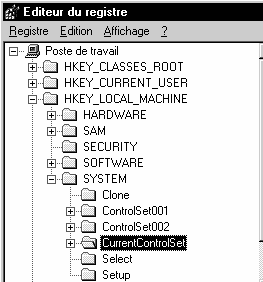 Editeur du registre
Registre Edition Affichage ?
Poste de travail
HKEY_CLASSES_ROOT
HKEY_CURRENT_USER
HKEY_LOCAL_MACHINE
HARDWARE
SAM
SECURITY
SOFTWARE
SYSTEM
Clone
ControlSet001
ControlSet002
CurrentControlSet
Select
Setup